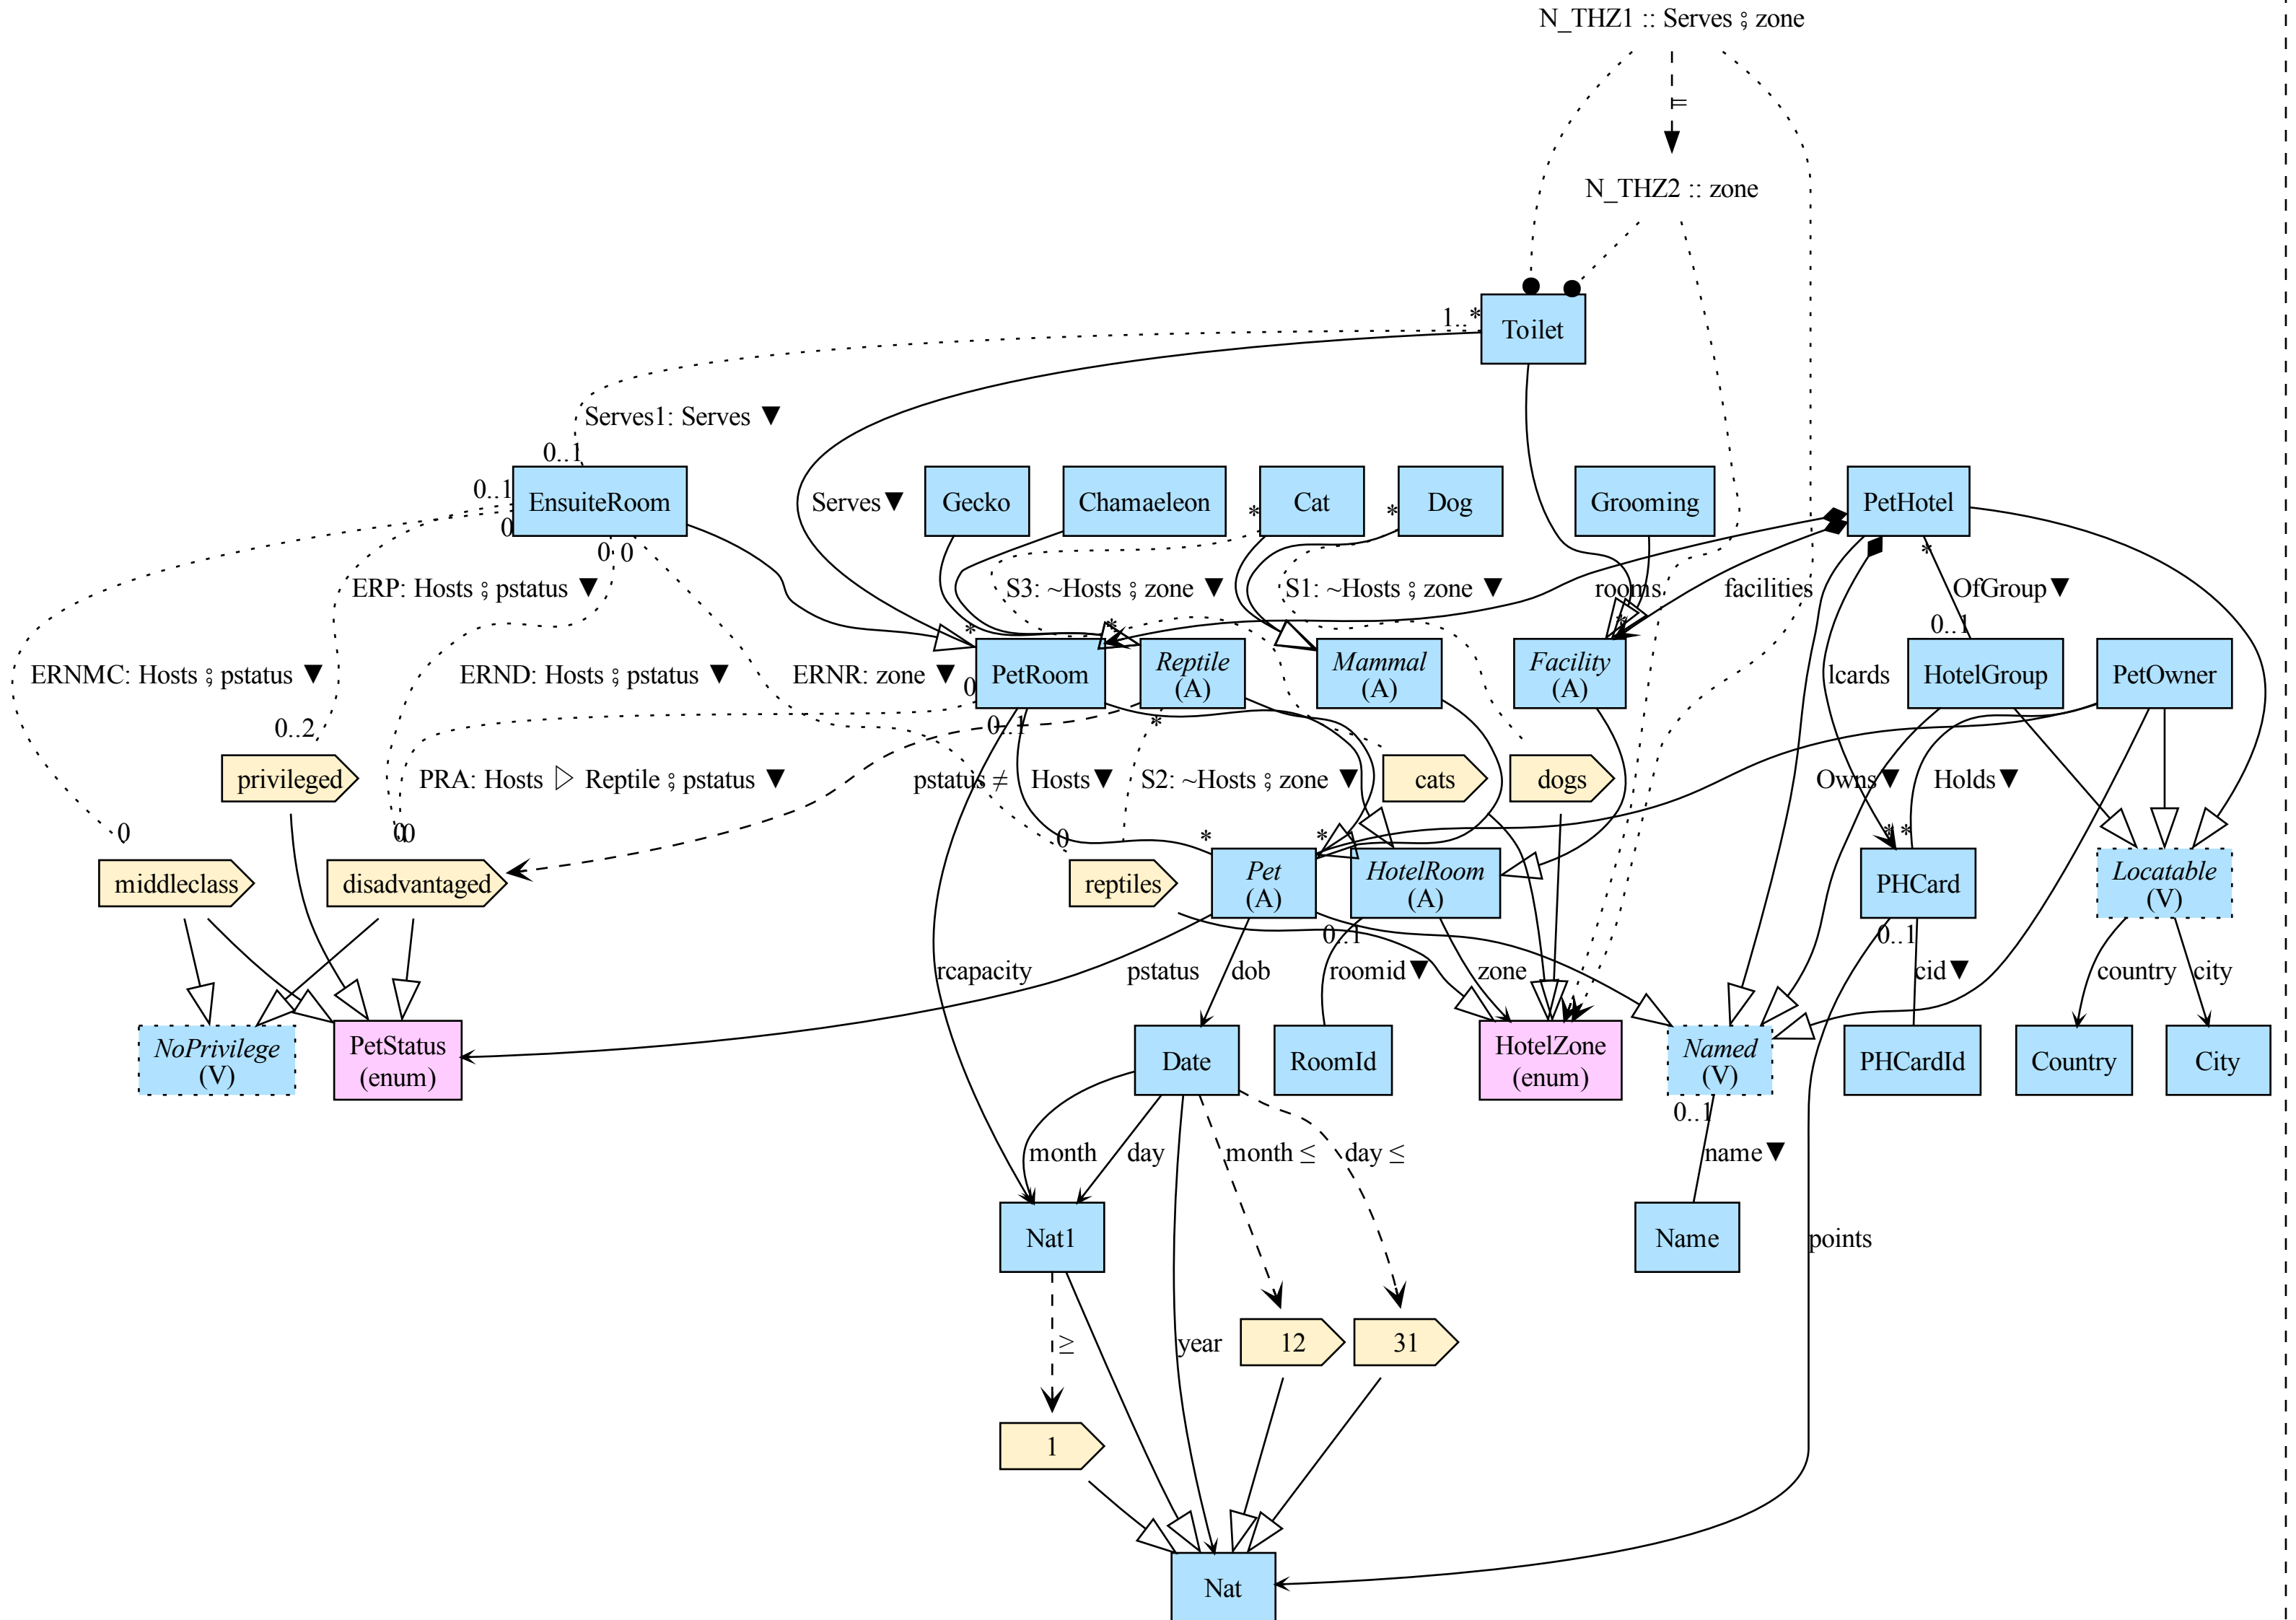 N_THZ1 :: Serves ⨾ zone
=
N_THZ2 :: zone
1..*
Toilet
Serves1: Serves ▼
0..1
EnsuiteRoom
0..1
0
0
0
Serves▼
Gecko
Chamaeleon
*
Cat
*
Dog
Grooming
PetHotel
*
ERP: Hosts ⨾ pstatus ▼
S3: ~Hosts ⨾ zone ▼
S1: ~Hosts ⨾ zone ▼
rooms
facilities
OfGroup▼
*
*
*
0..1
ERNMC: Hosts ⨾ pstatus ▼
ERND: Hosts ⨾ pstatus ▼
ERNR: zone ▼
0
PetRoom
0..1
Reptile
(A)
*
Mammal
(A)
Facility
(A)
lcards
HotelGroup
PetOwner
0..2
privileged
PRA: Hosts ▷ Reptile ⨾ pstatus ▼
pstatus ≠
Hosts▼
S2: ~Hosts ⨾ zone ▼
cats
dogs
Owns▼
Holds▼
0
0
0
0
*
*
*
*
middleclass
disadvantaged
reptiles
Pet
(A)
HotelRoom
(A)
0..1
PHCard
0..1
Locatable
(V)
rcapacity
pstatus
dob
roomid▼
zone
cid▼
country
city
NoPrivilege
(V)
PetStatus
(enum)
Date
RoomId
HotelZone
(enum)
Named
(V)
0..1
PHCardId
Country
City
month
day
month ≤
day ≤
name▼
Nat1
Name
points
≥
year
12
31
1
Nat